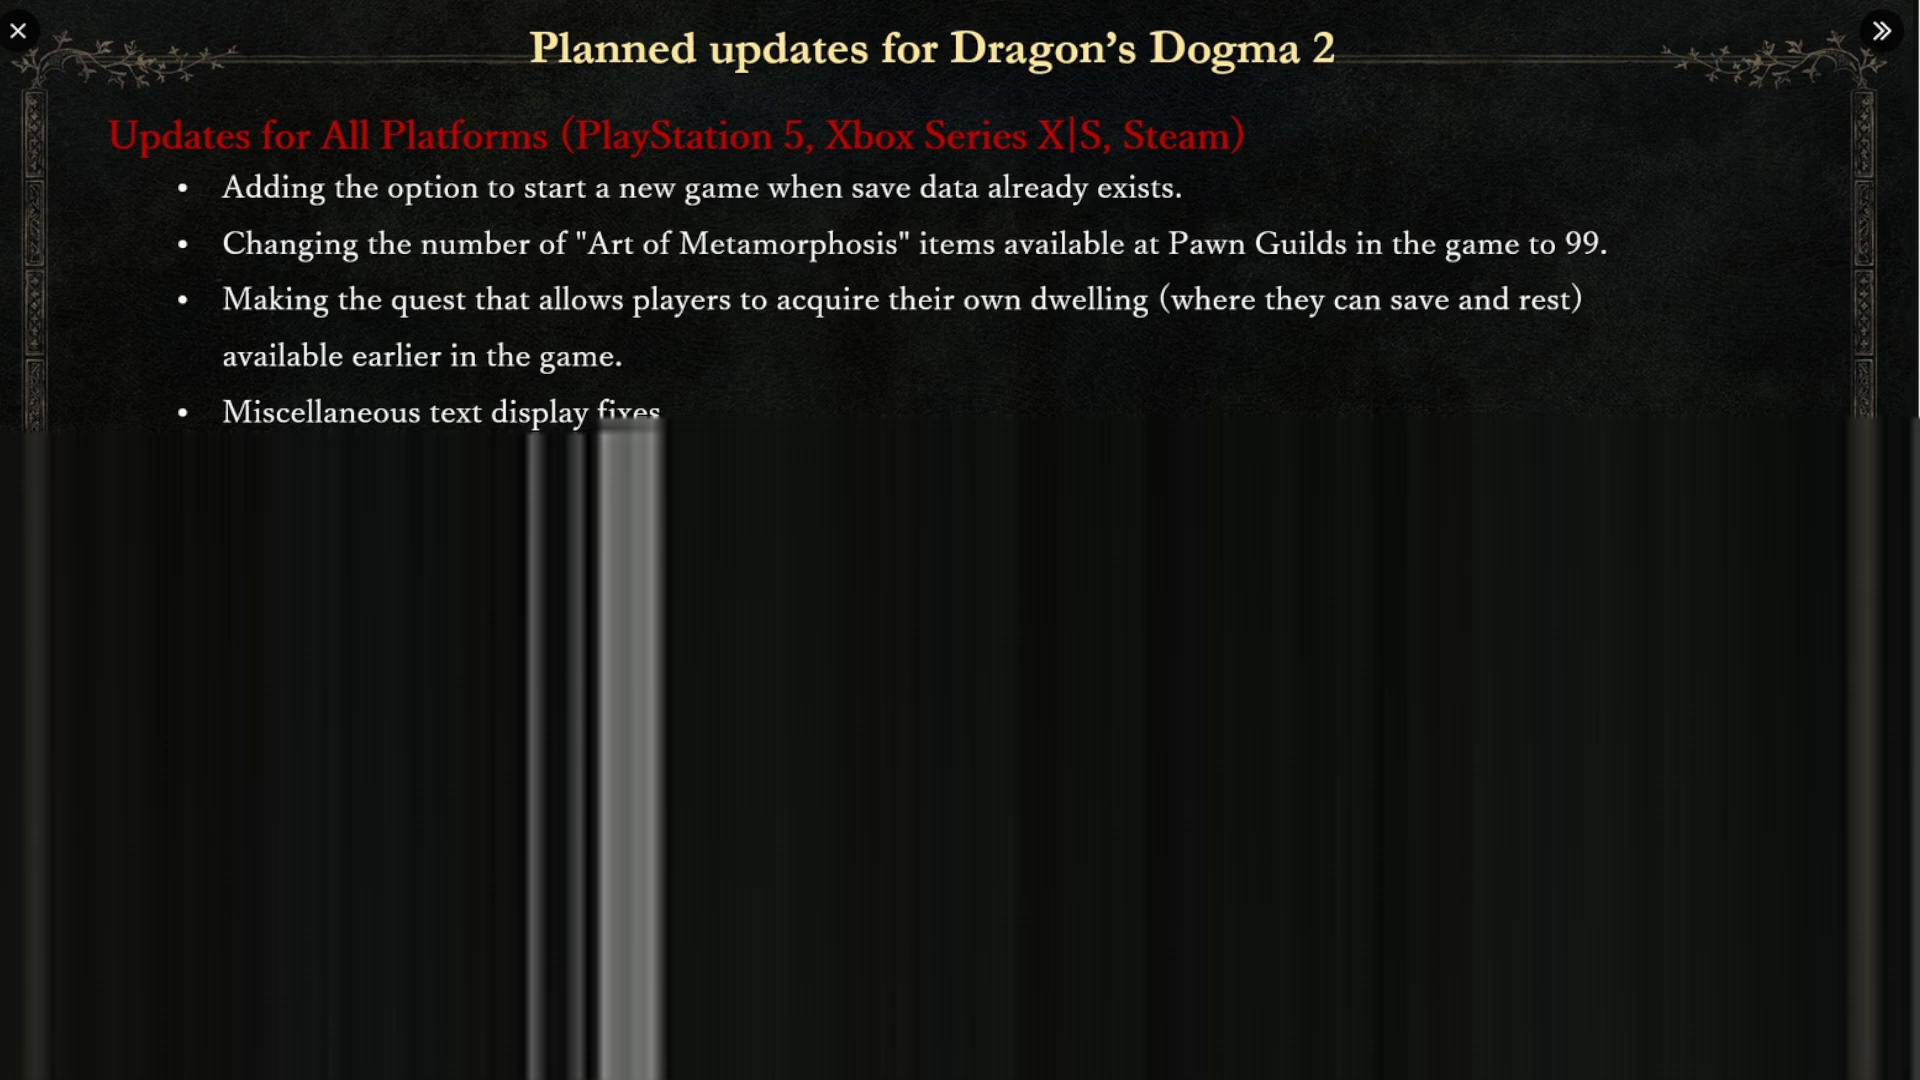 Planned updates for Dragon’s Dogma 2
Updates for All Platforms (PlayStation 5, Xbox Series X|S, Steam)
• Adding the option to start a new game when save data already exists.
• Changing the number of "Art of Metamorphosis" items available at Pawn Guilds in the game to 99.
• Making the quest that allows players to acquire their own dwelling (where they can save and rest)
available earlier in the game.
• Miscellaneous text display fixes